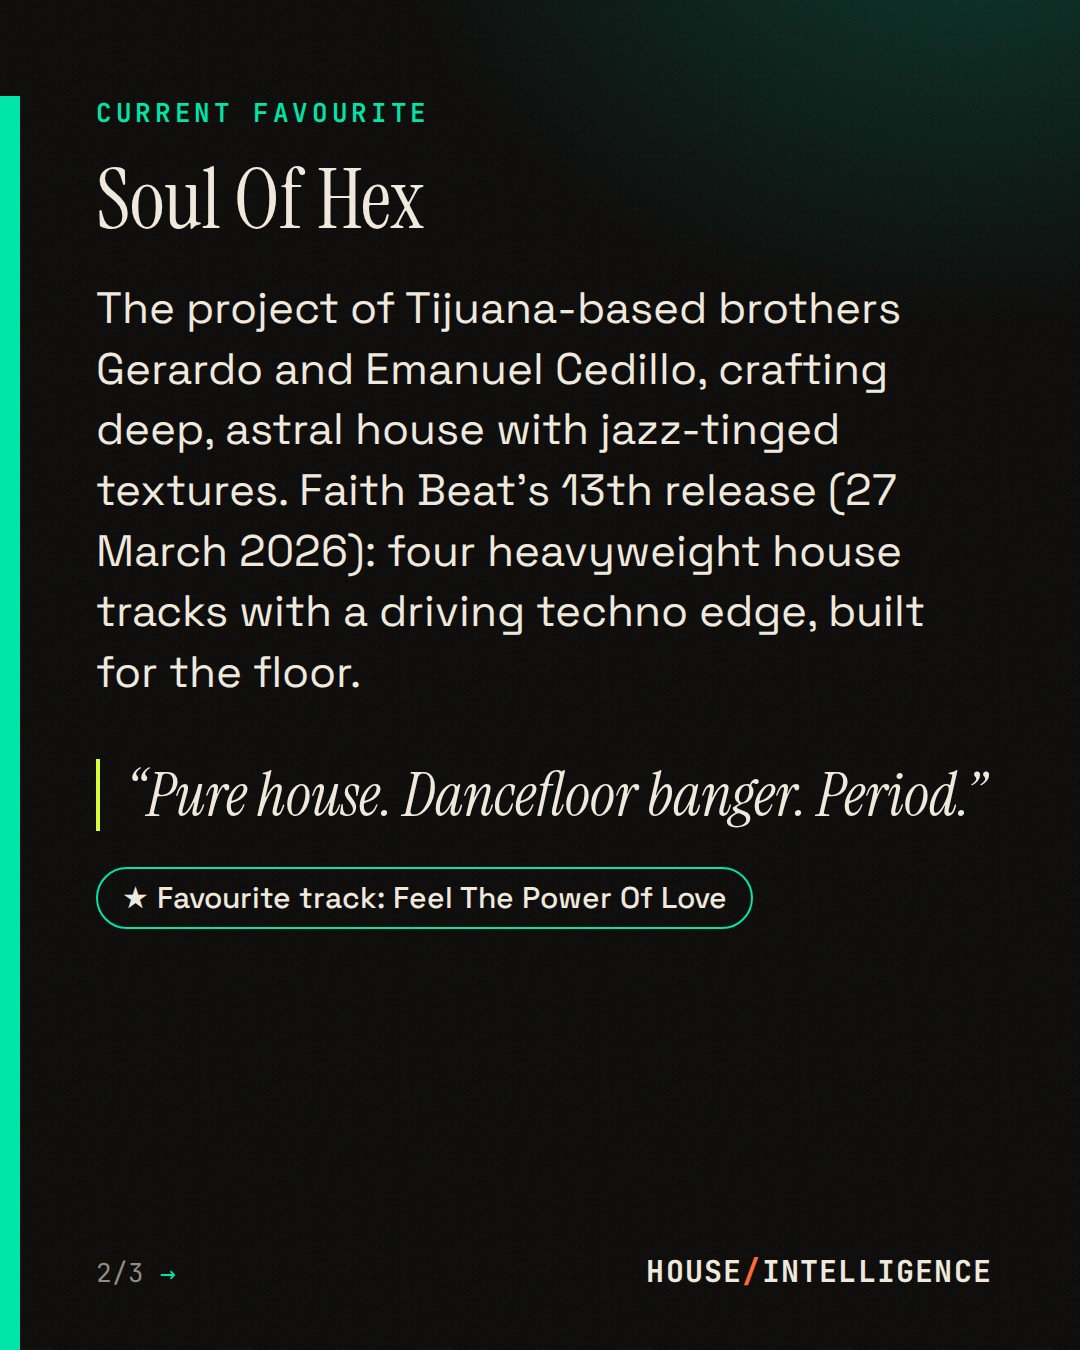 CURRENT FAVOURITE
Soul Of Hex
The project of Tijuana-based brothers
Gerardo and Emanuel Cedillo, crafting
deep, astral house with jazz-tinged
textures. Faith Beat’s 13th release (27
March 2026): four heavyweight house
tracks with a driving techno edge, built
for the floor.
“Pure house. Dancefloor banger. Period.”
★ Favourite track: Feel The Power Of Love
2/3 →
HOUSE/INTELLIGENCE